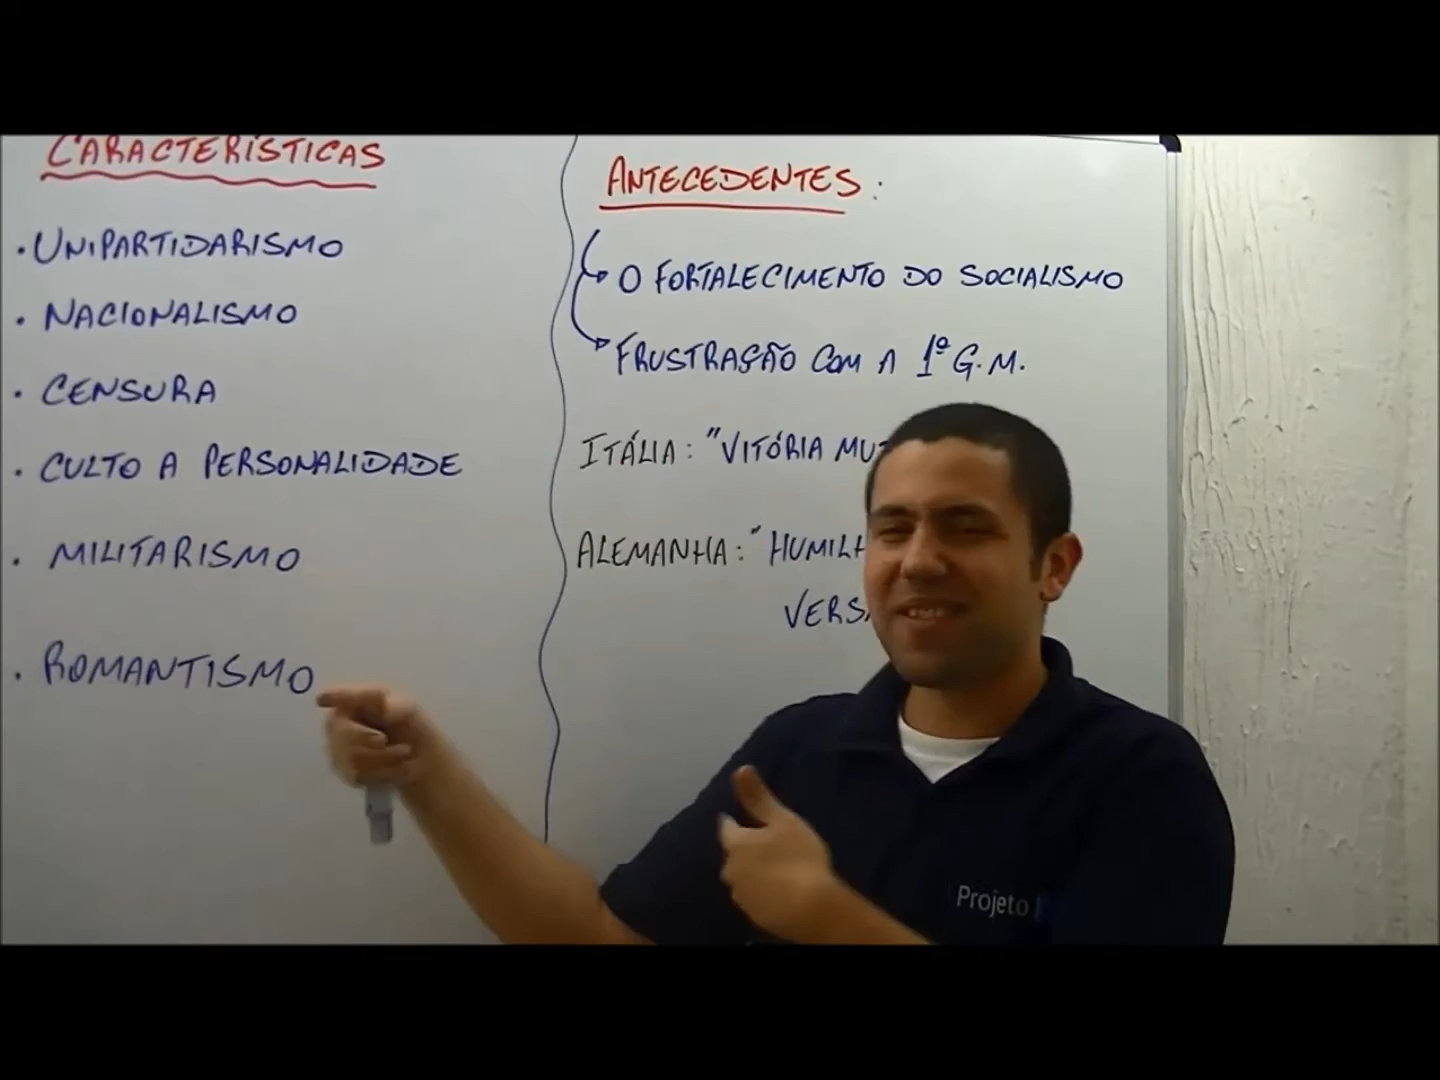 CARACTERÍSTICAS
• UNIPARTIDARISMO
• NACIONALISMO
• CENSURA
• CULTO A PERSONALIDADE
• MILITARISMO
• ROMANTISMO
ANTECEDENTES:
O FORTALECIMENTO DO SOCIALISMO
FRUSTRAÇÃO COM A 1ª G.M.
ITÁLIA: "VITÓRIA
ALEMANHA: "
Projeto